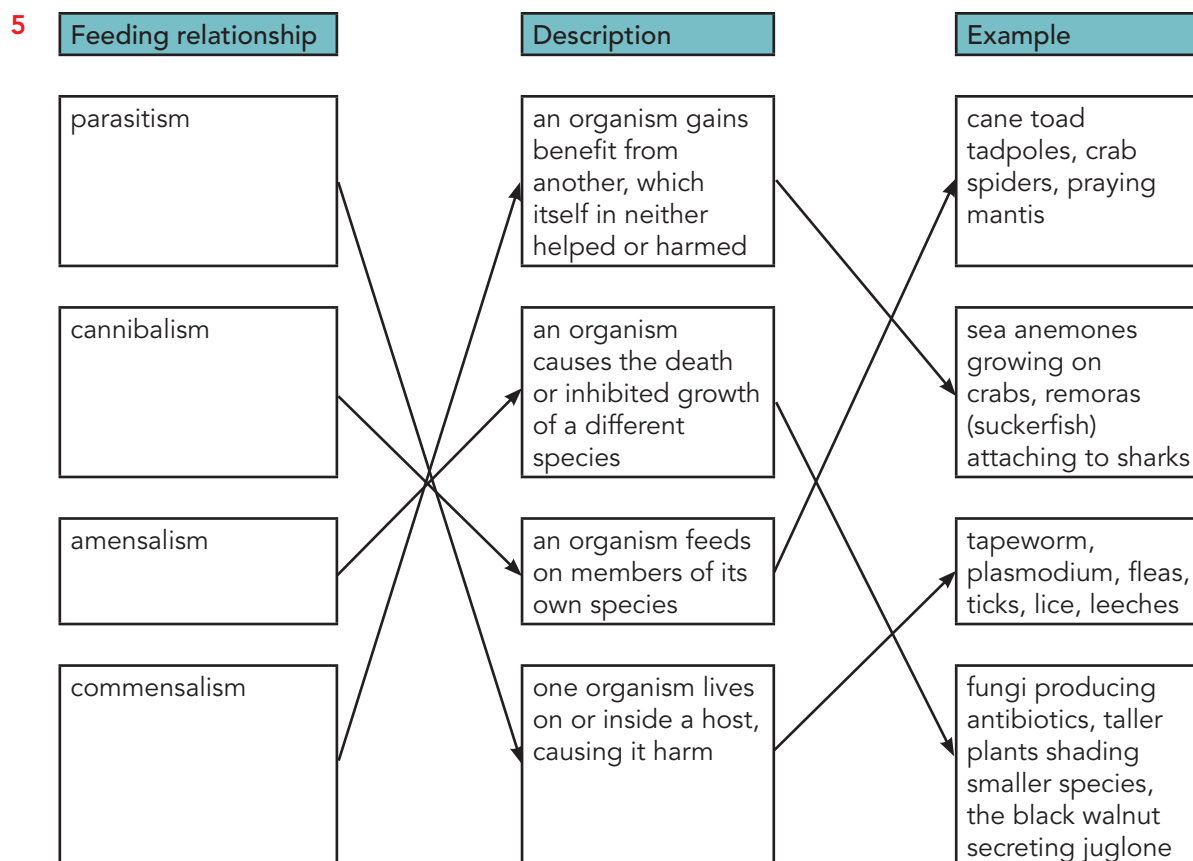 5
Feeding relationship
Description
Example
parasitism
an organism gains
benefit from
another, which
itself in neither
helped or harmed
cane toad
tadpoles, crab
spiders, praying
mantis
cannibalism
an organism
causes the death
or inhibited growth
of a different
species
sea anemones
growing on
crabs, remoras
(suckerfish)
attaching to sharks
amensalism
an organism feeds
on members of its
own species
tapeworm,
plasmodium, fleas,
ticks, lice, leeches
commensalism
one organism lives
on or inside a host,
causing it harm
fungi producing
antibiotics, taller
plants shading
smaller species,
the black walnut
secreting juglone